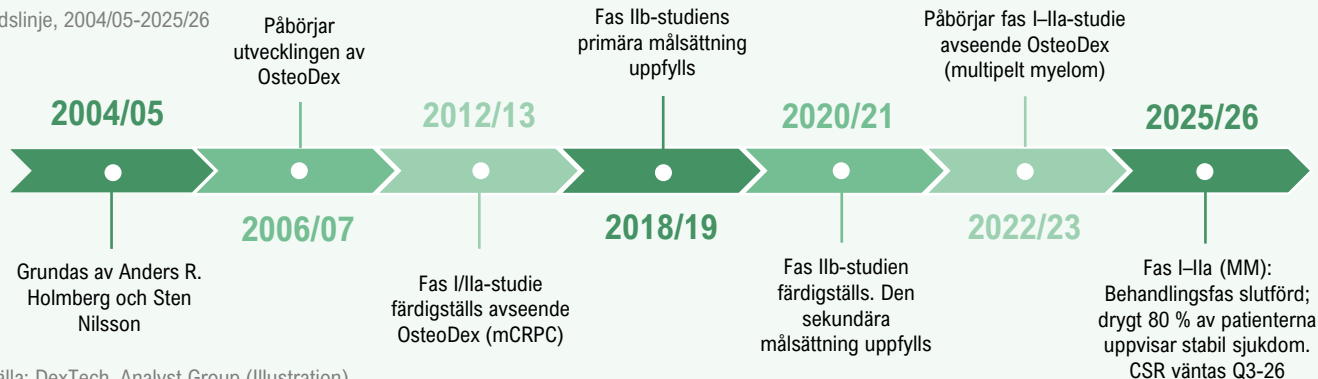 dslinje, 2004/05-2025/26
Påbörjar
utvecklingen av
OsteoDex
Fas IIb-studiens
primära målsättning
uppfylls
Påbörjar fas I–IIa-studie
avseende OsteoDex
(multipelt myelom)
2004/05
2012/13
2020/21
2025/26
2006/07
2018/19
2022/23
Grundas av Anders R.
Holmberg och Sten
Nilsson
Fas I/IIa-studie
färdigställs avseende
OsteoDex (mCRPC)
Fas IIb-studien
färdigställs. Den
sekundära
målsättning uppfylls
Fas I–IIa (MM):
Behandlingsfas slutförd;
drygt 80 % av patienterna
uppvisar stabil sjukdom.
CSR väntas Q3-26
älla: DexTech, Analyst Group (Illustration)